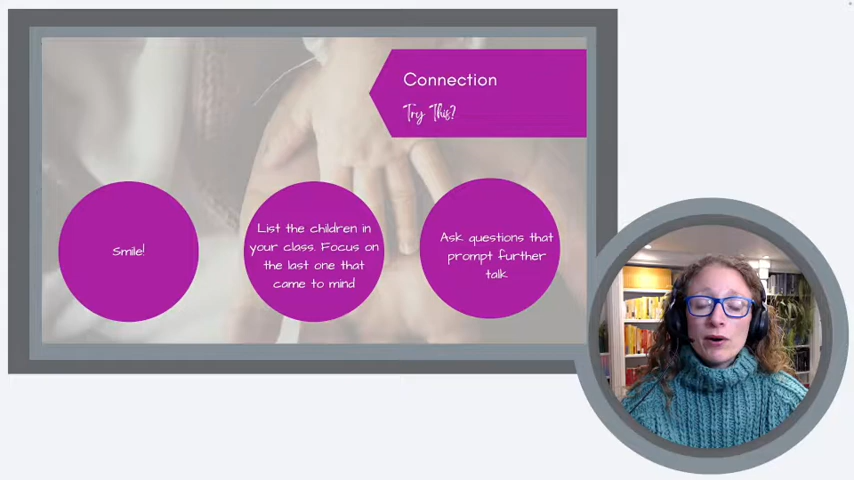 Connection
Try This?
Smile!
List the children in
your class. Focus on
the last one that
came to mind
Ask questions that
prompt further
talk